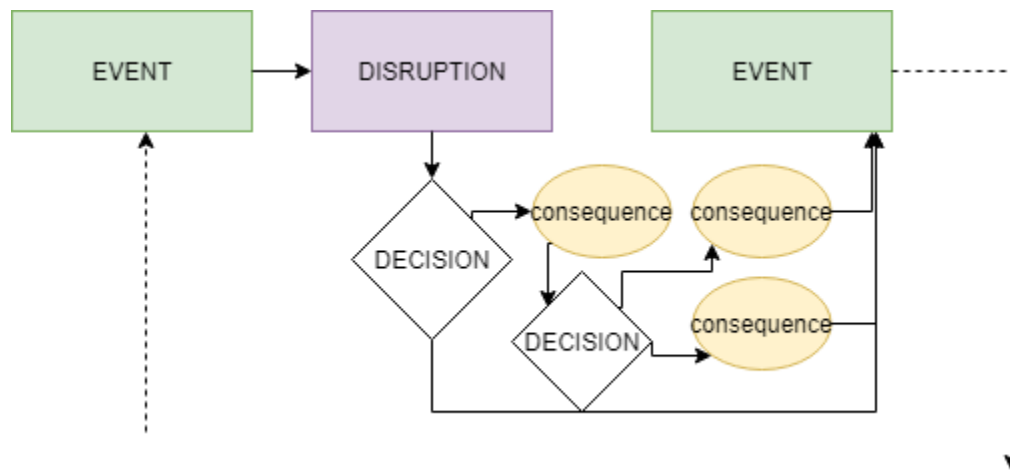 EVENT
DISRUPTION
EVENT
consequence
consequence
DECISION
consequence
DECISION